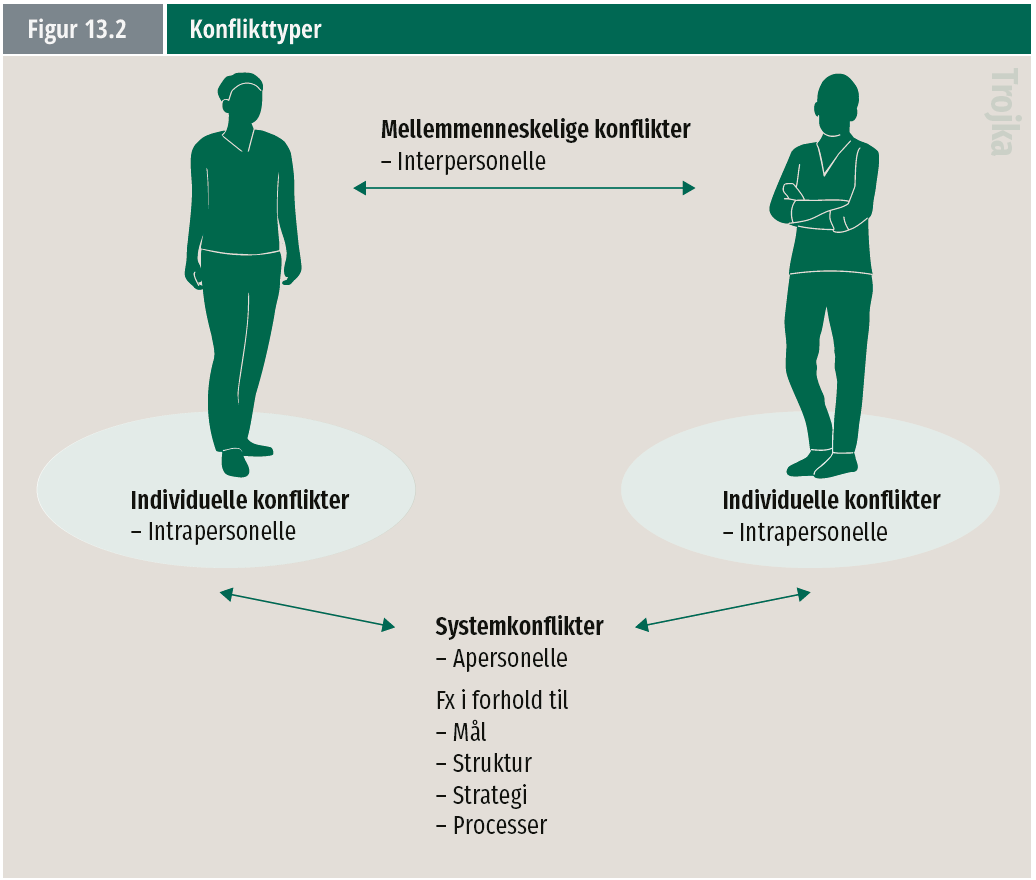 Figur 13.2
Konflikttyper
Trojka
Mellemmenneskelige konflikter
– Interpersonelle
Individuelle konflikter
– Intrapersonelle
Individuelle konflikter
– Intrapersonelle
Systemkonflikter
– Apersonelle
Fx i forhold til
– Mål
– Struktur
– Strategi
– Processer